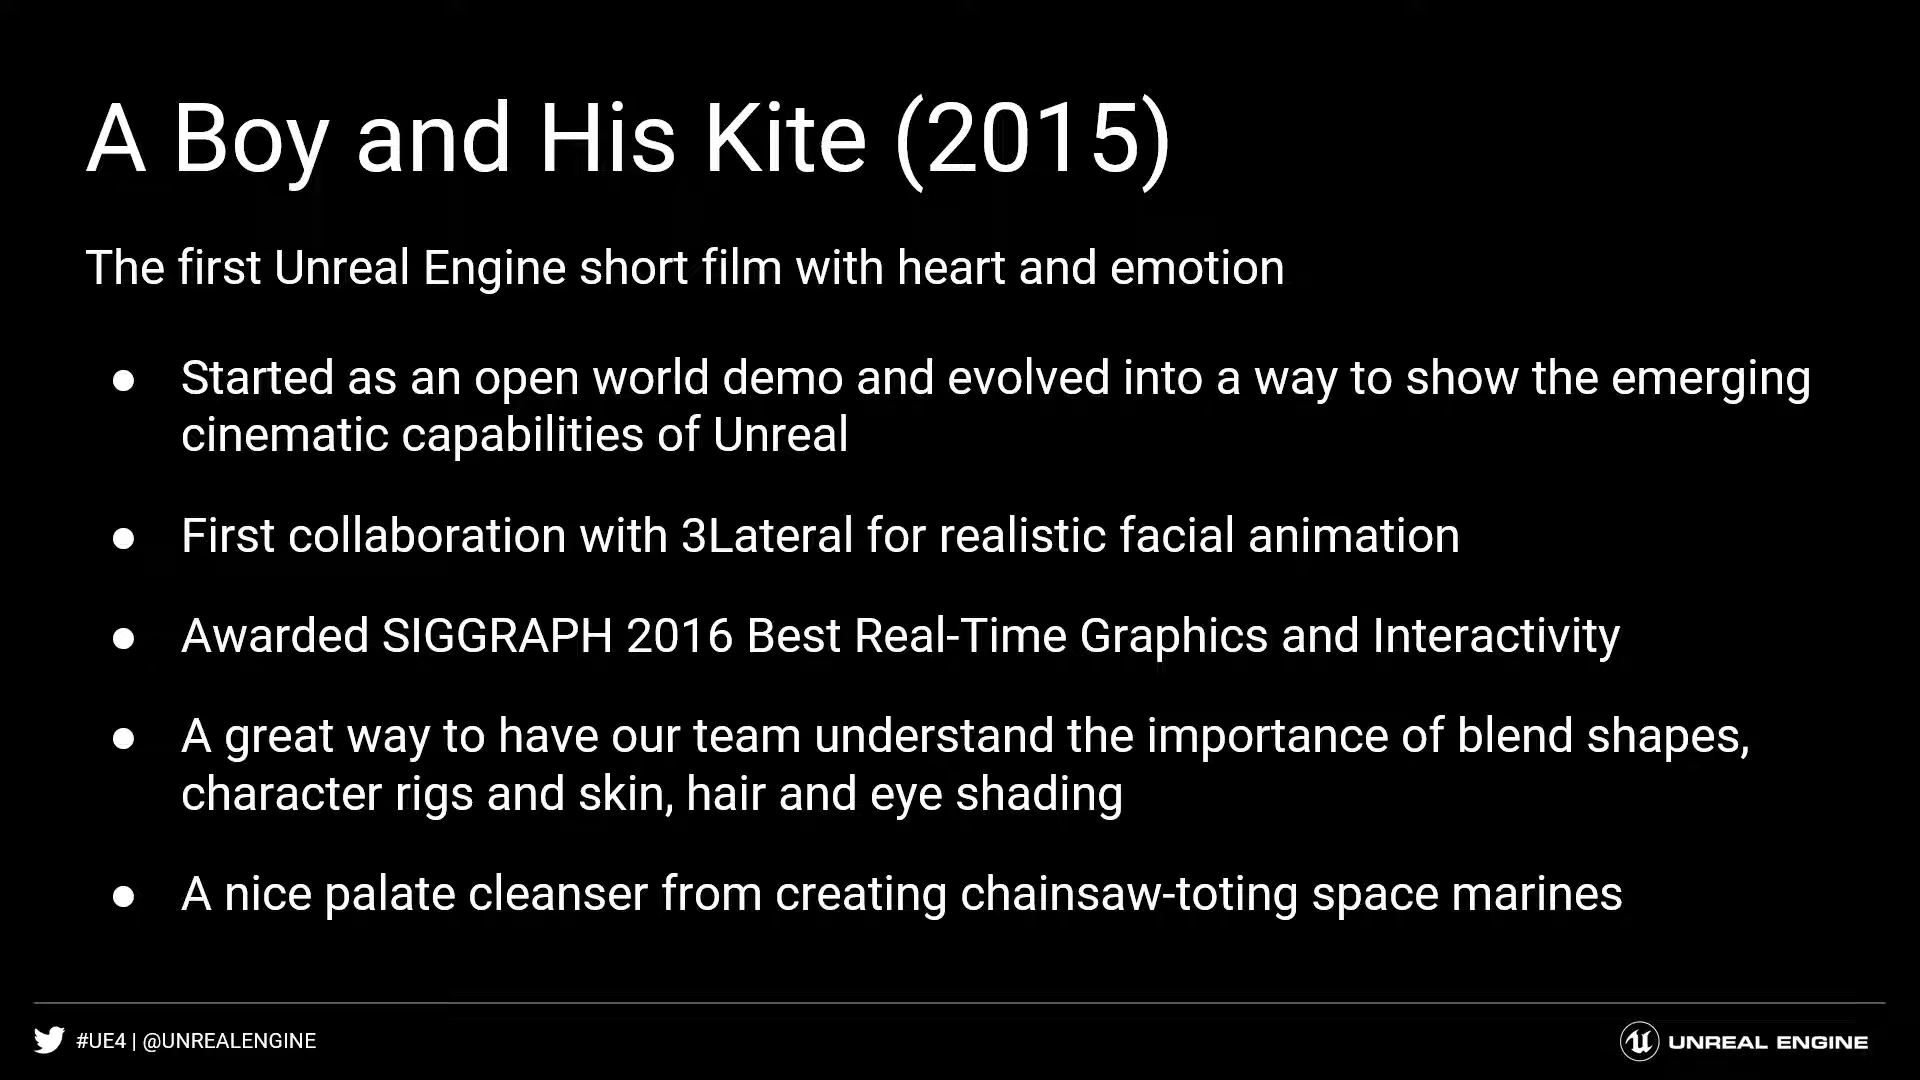 A Boy and His Kite (2015)
The first Unreal Engine short film with heart and emotion
● Started as an open world demo and evolved into a way to show the emerging
cinematic capabilities of Unreal
● First collaboration with 3Lateral for realistic facial animation
● Awarded SIGGRAPH 2016 Best Real-Time Graphics and Interactivity
● A great way to have our team understand the importance of blend shapes,
character rigs and skin, hair and eye shading
● A nice palate cleanser from creating chainsaw-toting space marines
#UE4 | @UNREALENGINE
UNREAL ENGINE